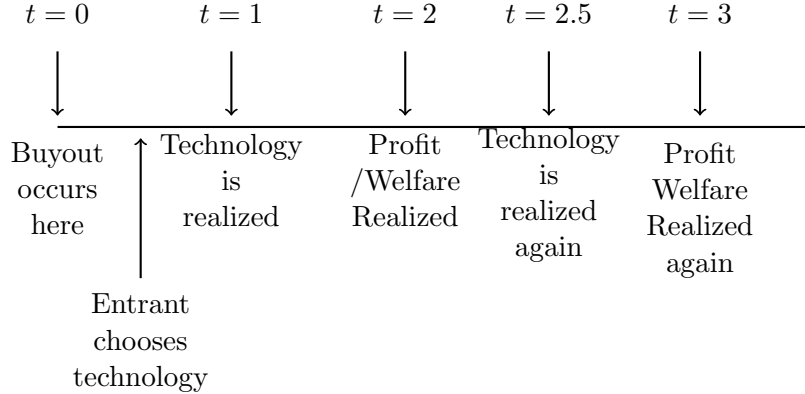 t = 0 t = 1 t = 2 t = 2.5 t = 3
Buyout
occurs
here
Entrant
chooses
technology
Technology
is
realized
Profit
/Welfare
Realized
Technology
is
realized
again
Profit
Welfare
Realized
again